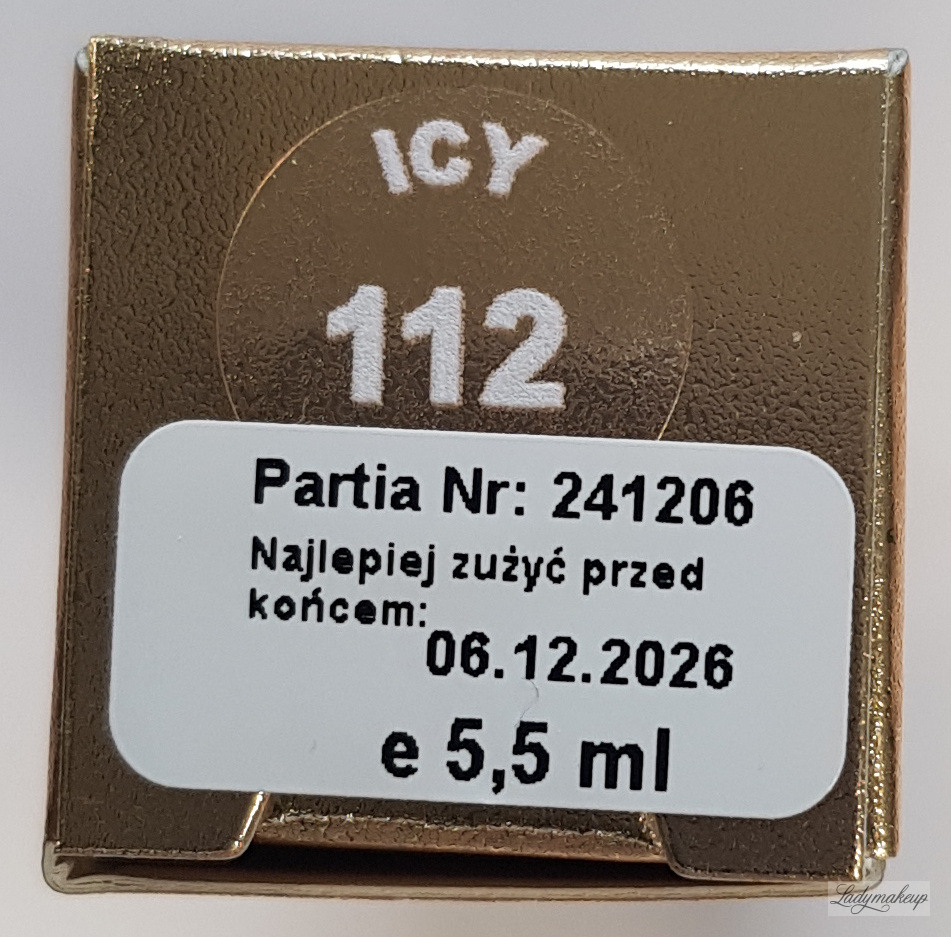 ICY
112
Partia Nr: 241206
Najlepiej zużyć przed
końcem:
06.12.2026
e 5,5 ml
Ladymakeup